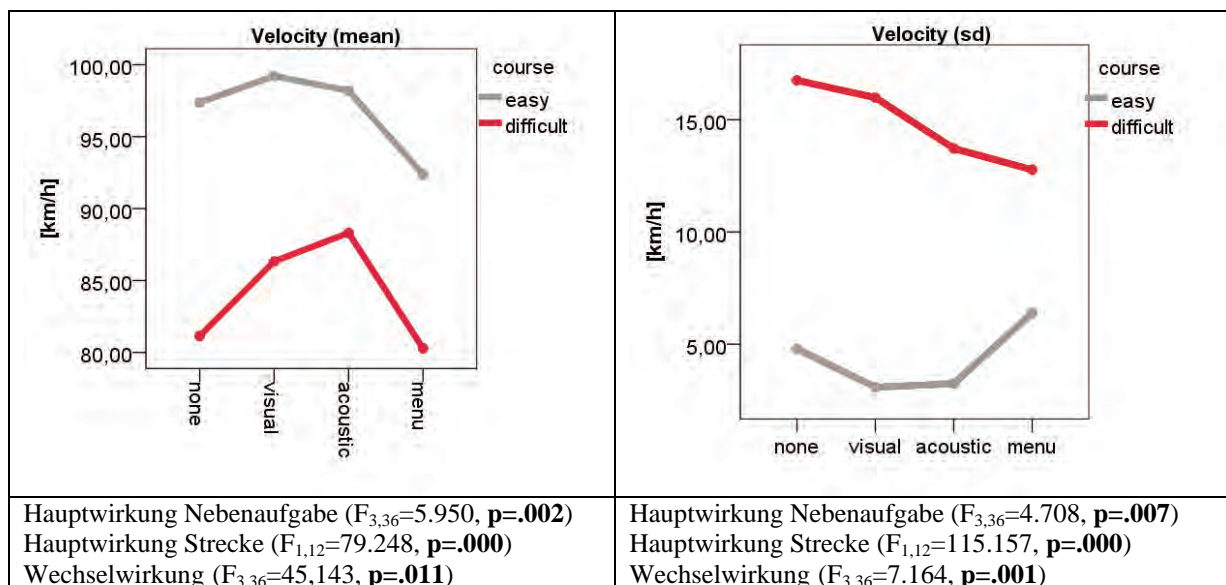 Velocity (mean)
100,00
95,00
90,00
85,00
80,00
[km/h]
none
visual
acoustic
menu
course
easy
difficult
Hauptwirkung Nebenaufgabe (F3,36=5.950, p=.002)
Hauptwirkung Strecke (F1,12=79.248, p=.000)
Wechselwirkung (F3,36=45,143, p=.011)
Velocity (sd)
15,00
10,00
5,00
[km/h]
none visual acoustic menu
course
easy
difficult
Hauptwirkung Nebenaufgabe (F3,36=4.708, p=.007)
Hauptwirkung Strecke (F1,12=115.157, p=.000)
Wechselwirkung (F3,36=7.164, p=.001)